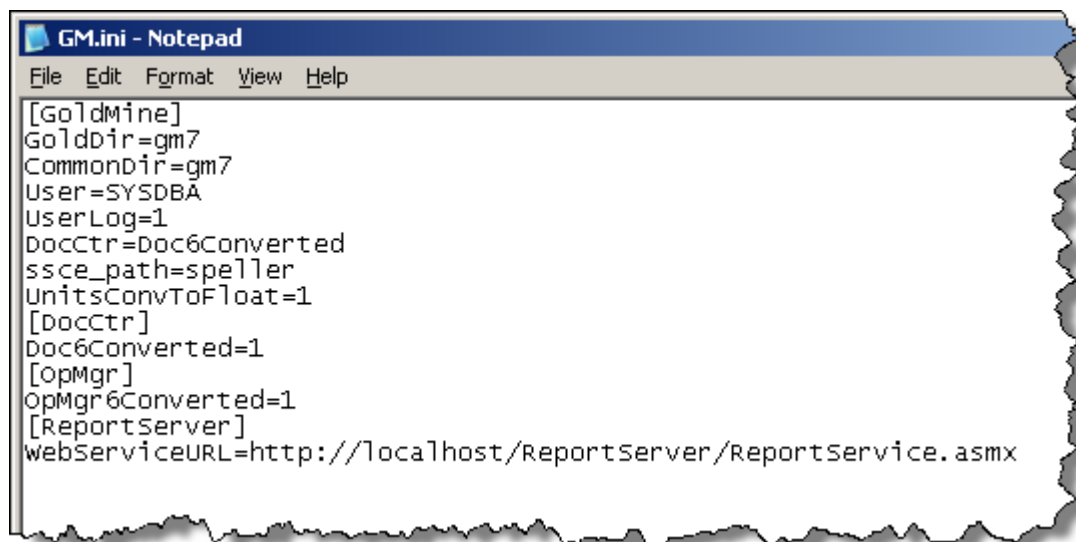 GM.ini - Notepad
File Edit Format View Help
[GoldMine]
GoldDir=gm7
CommonDir=gm7
User=SYSDBA
UserLog=1
DocCtr=Doc6Converted
ssce_path=speller
UnitsConvToFloat=1
[DocCtr]
Doc6Converted=1
[OpMgr]
OpMgr6Converted=1
[ReportServer]
WebServiceURL=http://localhost/ReportServer/ReportService.asmx